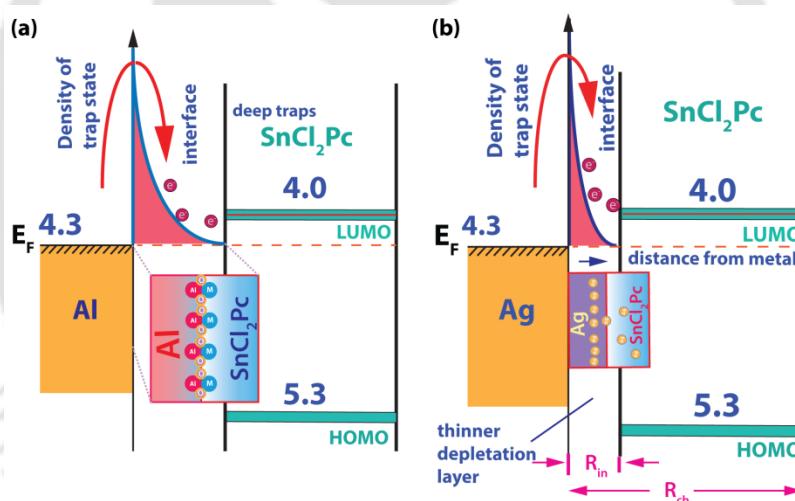 (a)
Density of
trap state
interface
deep traps
SnCl2Pc
4.0
LUMO
4.3
EF
Al
e
e
e
Al M
Al M
Al M
Al M
Al
SnCl2Pc
5.3
HOMO
(b)
Density of
trap state
interface
SnCl2Pc
4.0
LUMO
4.3
EF
distance from metal
Ag
e
e
e
Ag
SnCl2Pc
5.3
HOMO
thinner
depletation
layer
Rin
Rch